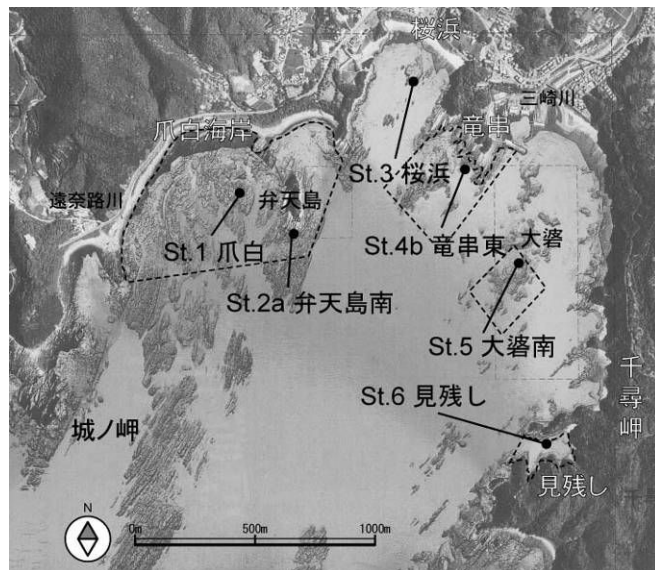 桜浜
三崎川
爪白海岸
竜串
St.3 桜浜
遠奈路川
弁天島
St.1 爪白
St.4b 竜串東
大碆
St.2a 弁天島南
St.5 大碆南
千尋岬
St.6 見残し
城ノ岬
見残し
N
0m
500m
1000m